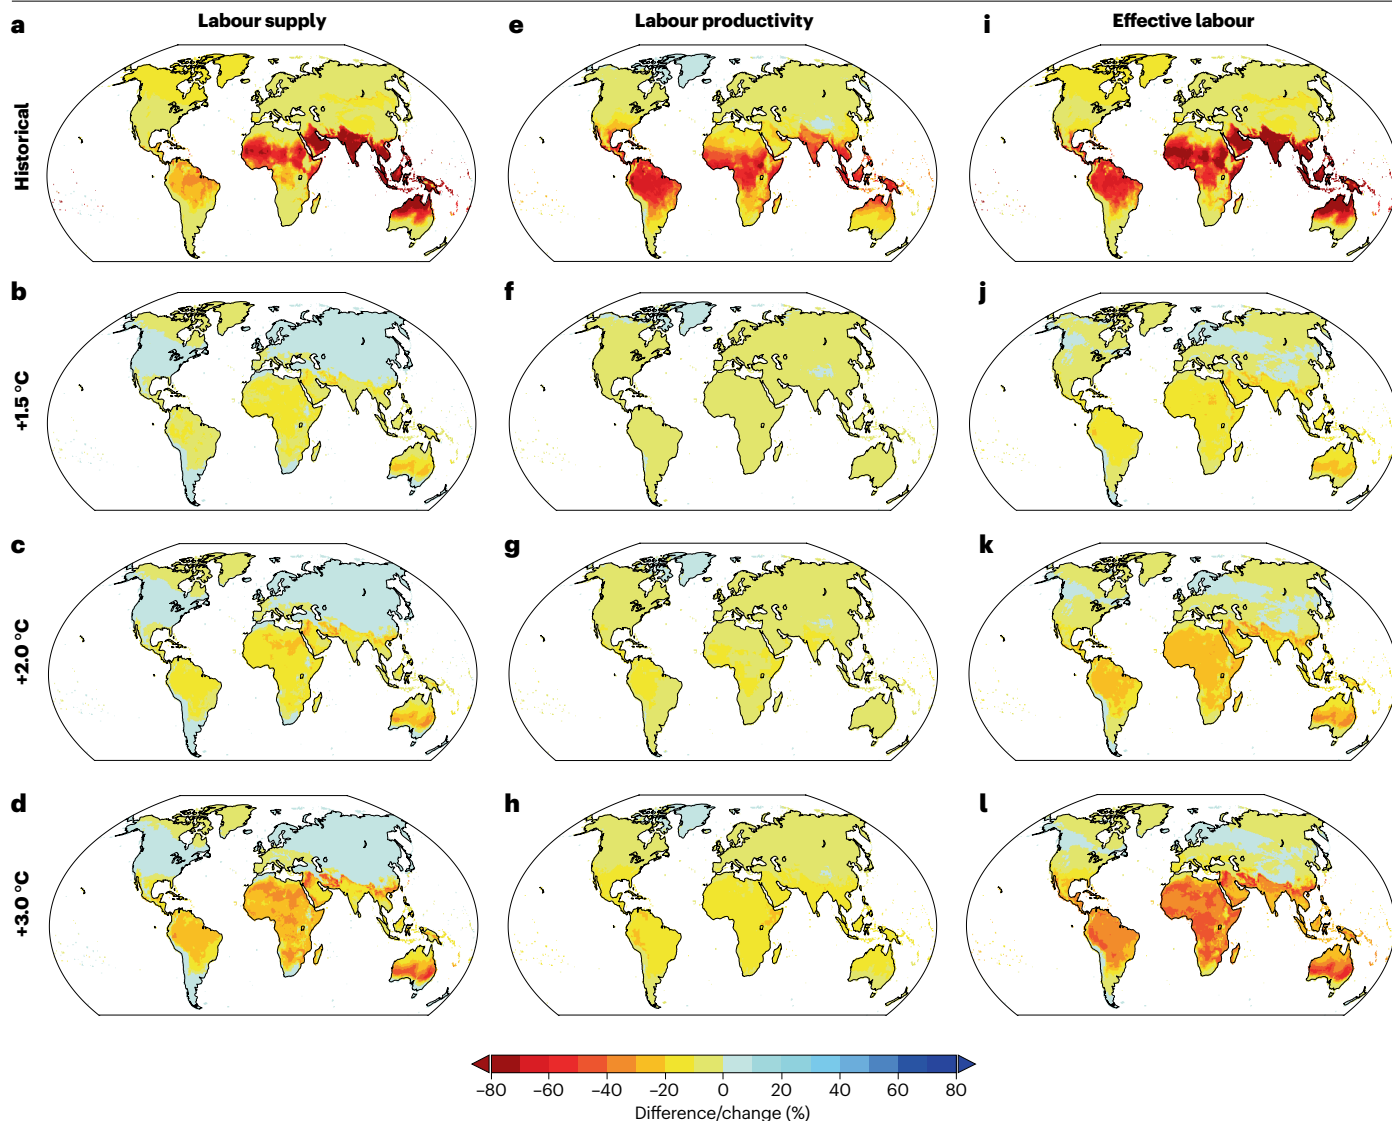 a Labour supply e Labour productivity i Effective labour
Historical
b f j
+1.5 °C
c g k
+2.0 °C
d h l
+3.0 °C
–80 –60 –40 –20 0 20 40 60 80
Difference/change (%)